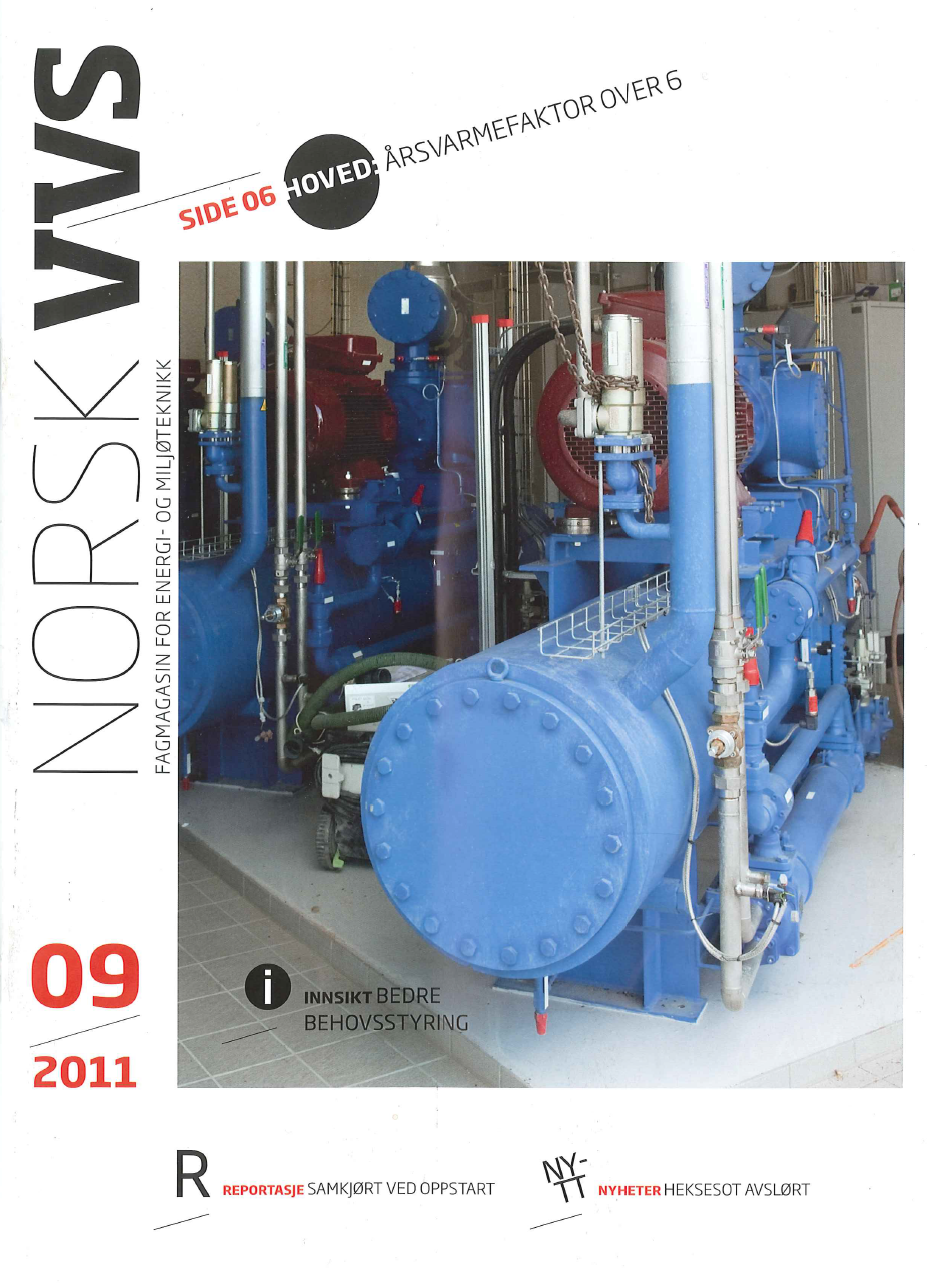 NORSK VVS
FAGMAGASIN FOR ENERGI- OG MILJØTEKNIKK
SIDE 06 HOVED: ÅRSVARMEFAKTOR OVER 6
09
2011
i
INNSIKT BEDRE
BEHOVSSTYRING
R
REPORTASJE SAMKJØRT VED OPPSTART
NY-
TT
NYHETER HEKSESOT AVSLØRT